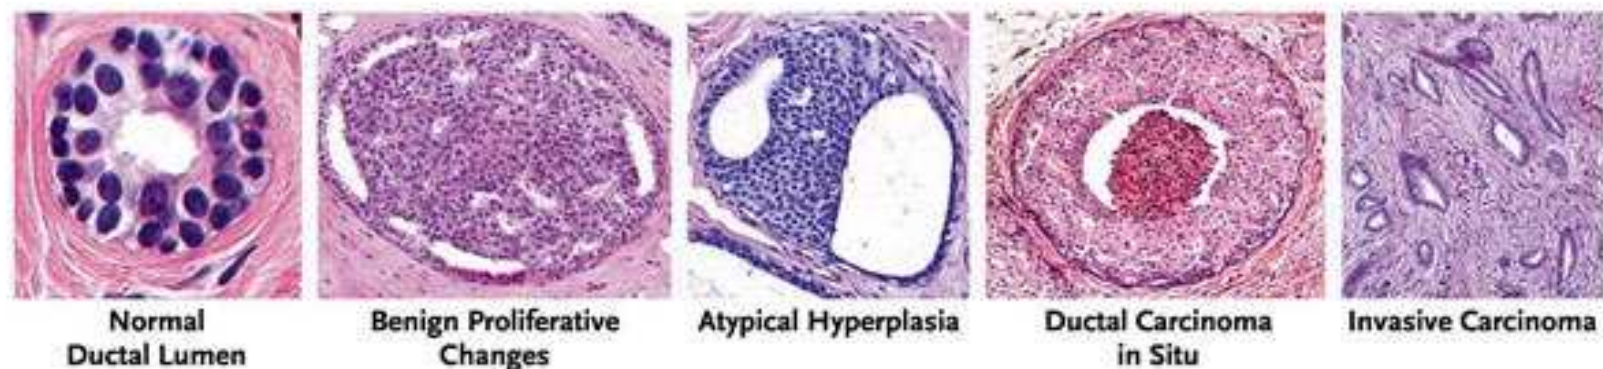 Normal
Ductal Lumen
Benign Proliferative
Changes
Atypical Hyperplasia
Ductal Carcinoma
in Situ
Invasive Carcinoma